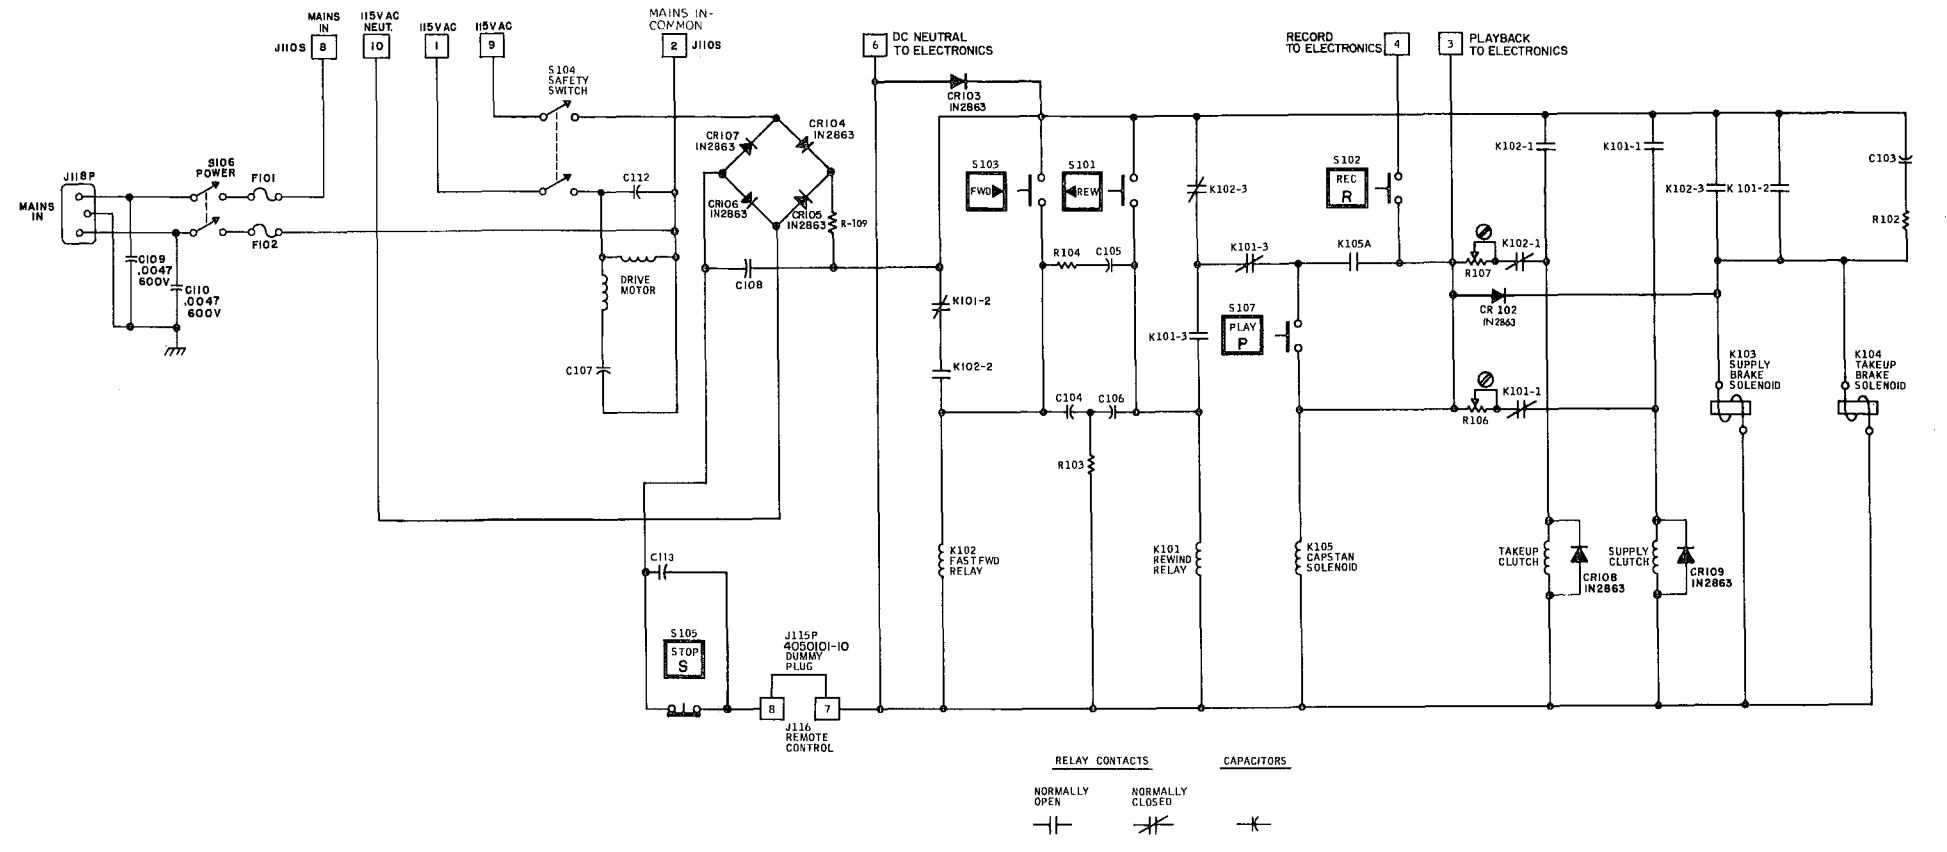 MAINS
IN
J110S
8
115VAC
NEUT.
10
115VAC
1
115VAC
9
MAINS IN-
COMMON
2
J110S
6
DC NEUTRAL
TO ELECTRONICS
RECORD
TO ELECTRONICS
4
3
PLAYBACK
TO ELECTRONICS
S104
SAFETY
SWITCH
CR103
IN2863
CR107
IN2863
CR104
IN2863
CR106
IN2863
CR105
IN2863
R-109
J118P
MAINS
IN
S106
POWER
F101
F102
C109
.0047
600V
C110
.0047
600V
C112
DRIVE
MOTOR
C107
C108
S103
FWD
S101
REW
K102-3
S102
REC
R
K102-1
K101-1
K102-3
K101-2
C103
R102
R104
C105
K101-3
K105A
R107
K102-1
CR102
IN2863
K101-2
K102-2
K101-3
S107
PLAY
P
C104
C106
R103
R106
K101-1
K103
SUPPLY
BRAKE
SOLENOID
K104
TAKEUP
BRAKE
SOLENOID
K102
FAST FWD
RELAY
K101
REWIND
RELAY
K105
CAPSTAN
SOLENOID
TAKEUP
CLUTCH
CR108
IN2863
SUPPLY
CLUTCH
CR109
IN2863
C113
S105
STOP
S
J115P
4050101-10
DUMMY
PLUG
8
7
J116
REMOTE
CONTROL
RELAY CONTACTS
CAPACITORS
NORMALLY
OPEN
NORMALLY
CLOSED